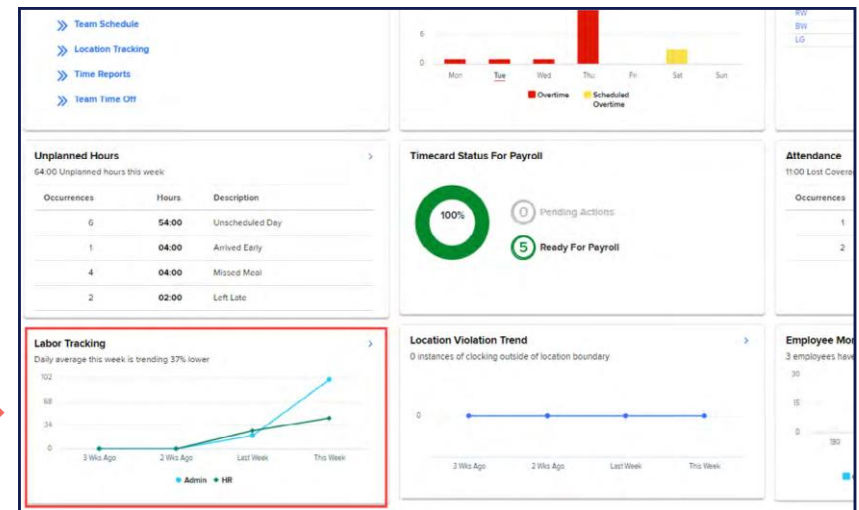 Team Schedule
Location Tracking
Time Reports
Team Time Off
6
0
Mon Tue Wed Thu Fri Sat Sun
Overtime Scheduled
Overtime
RW
BW
LG
Unplanned Hours
64:00 Unplanned hours this week
Occurrences Hours Description
6 54:00 Unscheduled Day
1 04:00 Arrived Early
4 04:00 Missed Meal
2 02:00 Left Late
Timecard Status For Payroll
100%
0 Pending Actions
5 Ready For Payroll
Attendance
11:00 Lost Covera
Occurrences
1
2
Labor Tracking
Daily average this week is trending 37% lower
102
68
34
0
3 Wks Ago 2 Wks Ago Last Week This Week
Admin HR
Location Violation Trend
0 instances of clocking outside of location boundary
0
3 Wks Ago 2 Wks Ago Last Week This Week
Employee Mor
3 employees have
30
15
0